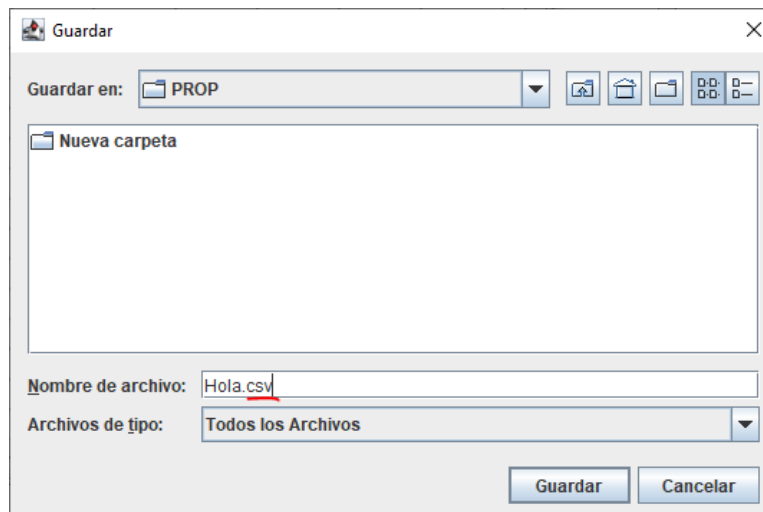 Guardar
Guardar en: PROP
Nueva carpeta
Nombre de archivo: Hola.csv
Archivos de tipo: Todos los Archivos
Guardar Cancelar